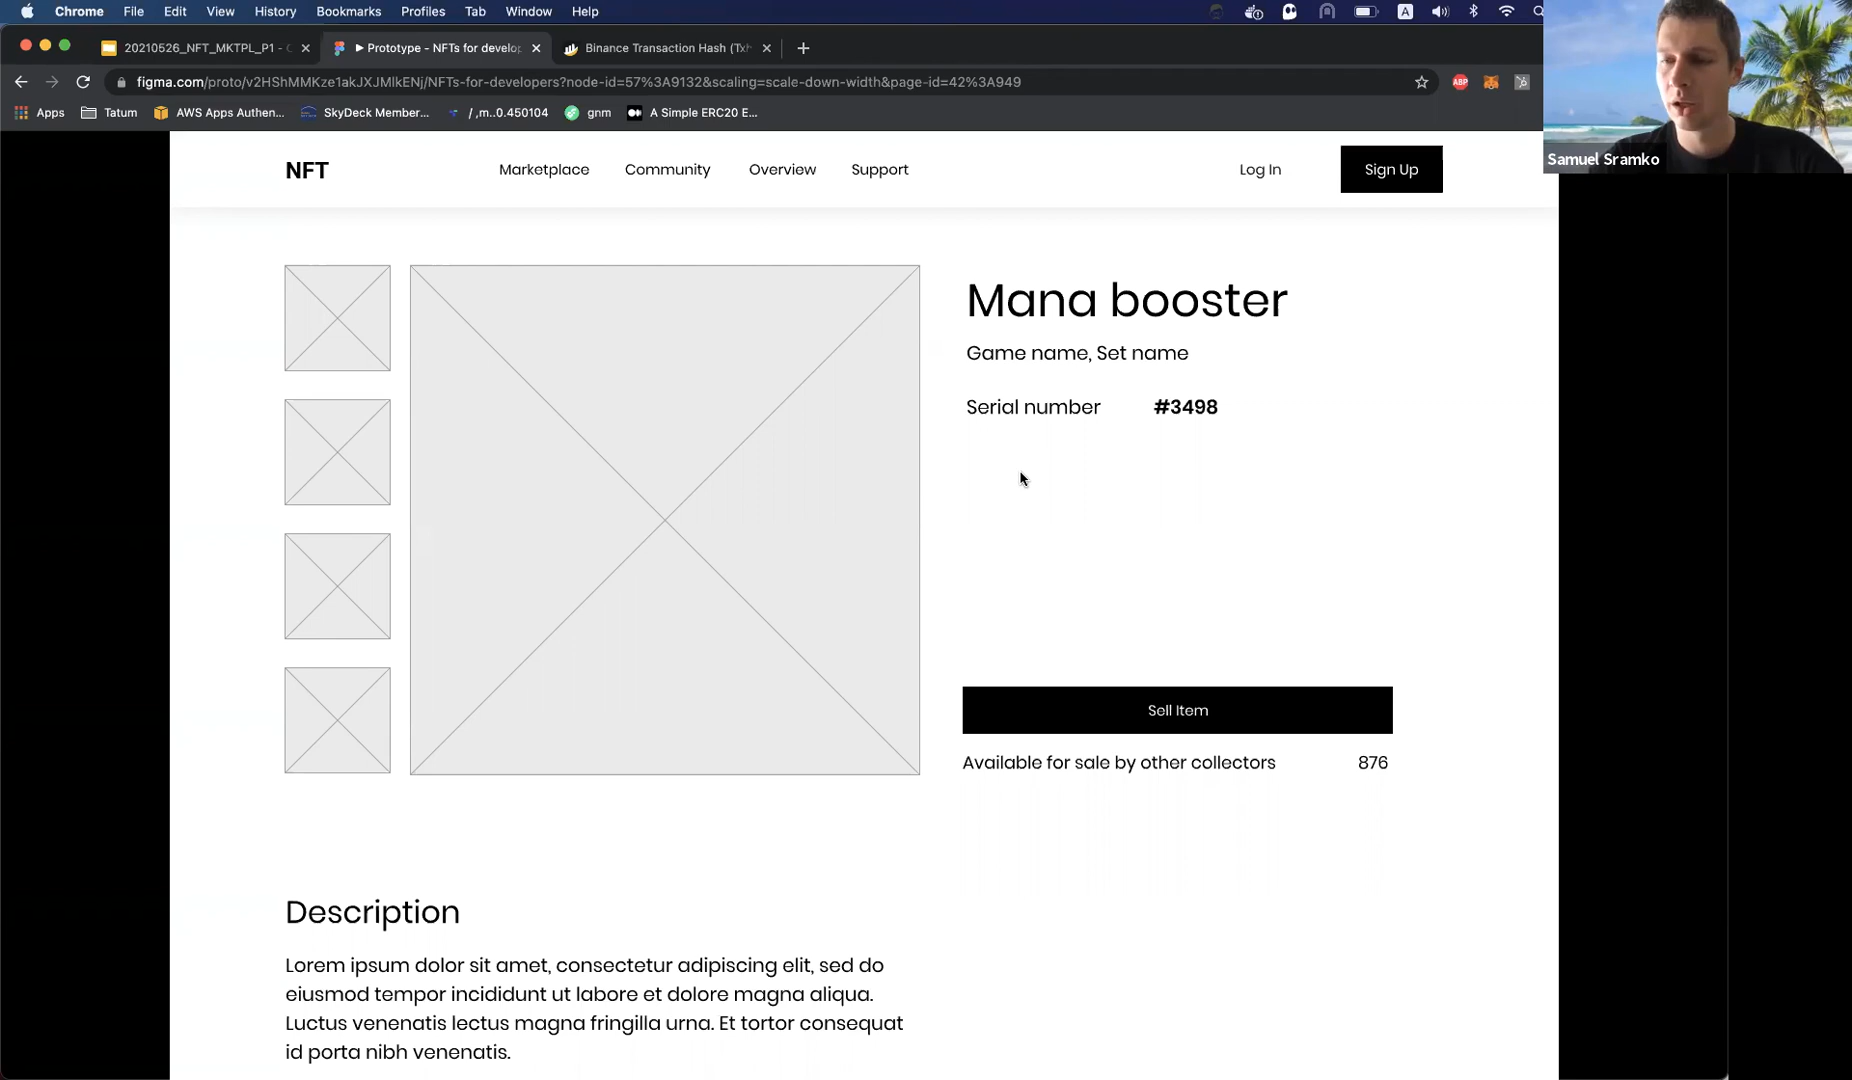 Chrome File Edit View History Bookmarks Profiles Tab Window Help
A
20210526_NFT_MKTPL_P1 -
Prototype - NFTs for develop
Binance Transaction Hash (Txh
figma.com/proto/v2HShMMKze1akJXJMlkENj/NFTs-for-developers?node-id=57%3A9132&scaling=scale-down-width&page-id=42%3A949
ABP
Apps Tatum AWS Apps Authen... SkyDeck Member... / ,m..0.450104 gnm A Simple ERC20 E...
Samuel Sramko
NFT Marketplace Community Overview Support Log In Sign Up
Mana booster
Game name, Set name
Serial number #3498
Sell Item
Available for sale by other collectors 876
Description
Lorem ipsum dolor sit amet, consectetur adipiscing elit, sed do
eiusmod tempor incididunt ut labore et dolore magna aliqua.
Luctus venenatis lectus magna fringilla urna. Et tortor consequat
id porta nibh venenatis.